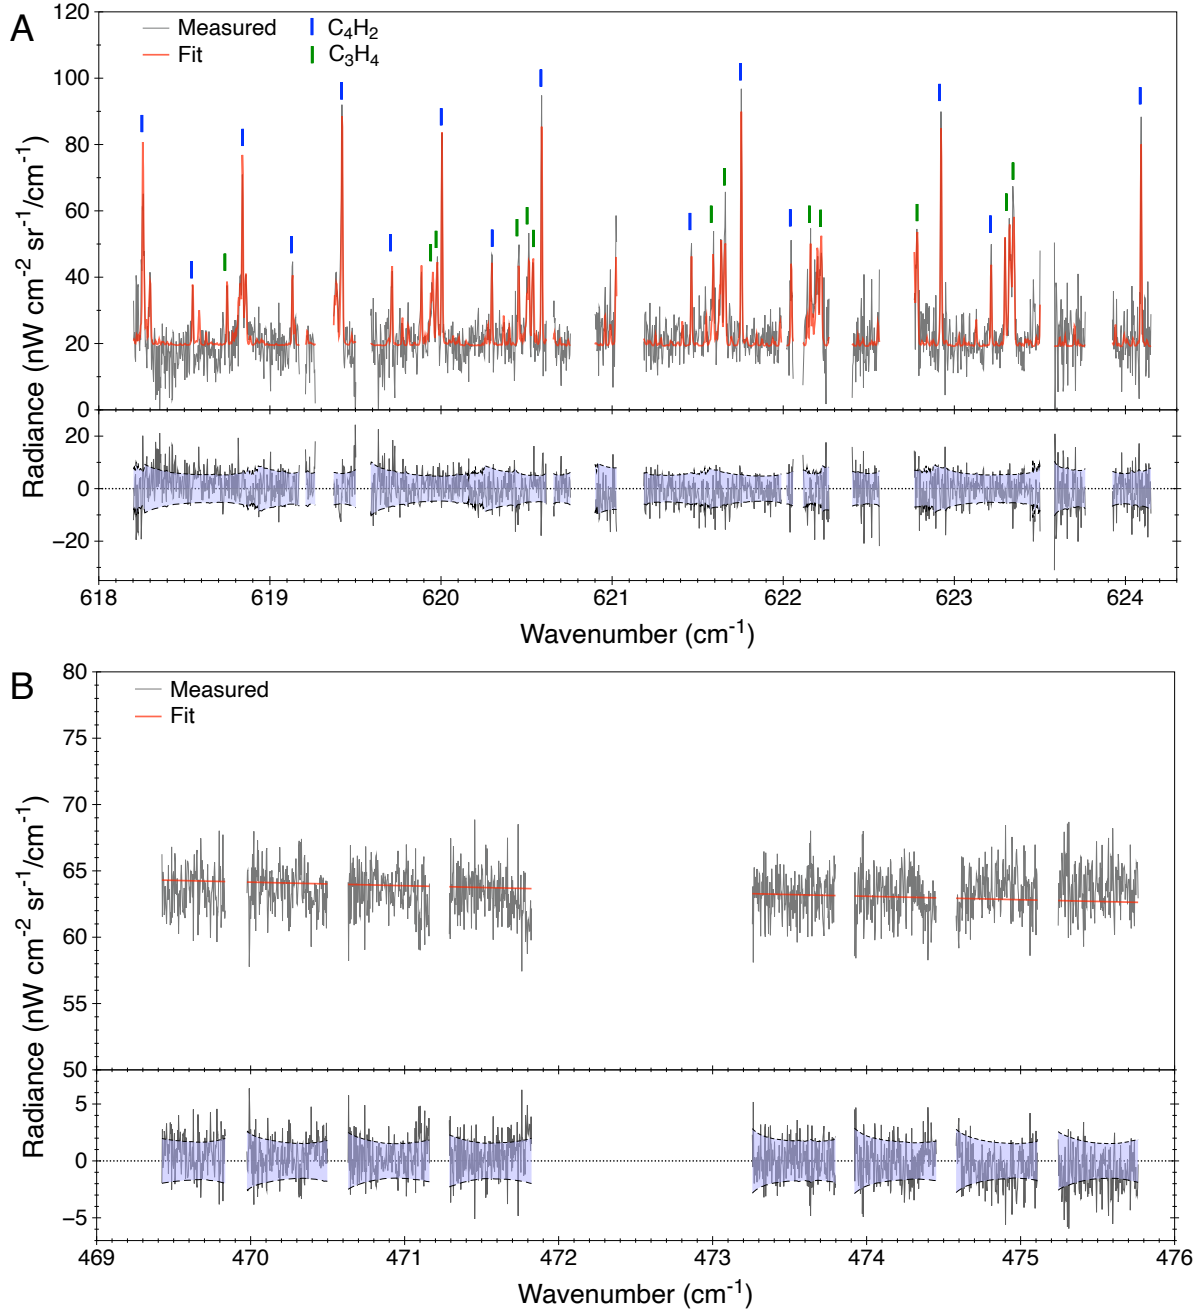 A
Measured
Fit
C₄H₂
C₃H₄
120
100
80
60
40
20
0
20
0
−20
Radiance (nW cm⁻² sr⁻¹/cm⁻¹)
618 619 620 621 622 623 624
Wavenumber (cm⁻¹)
B
Measured
Fit
80
75
70
65
60
55
50
5
0
−5
Radiance (nW cm⁻² sr⁻¹/cm⁻¹)
469 470 471 472 473 474 475 476
Wavenumber (cm⁻¹)